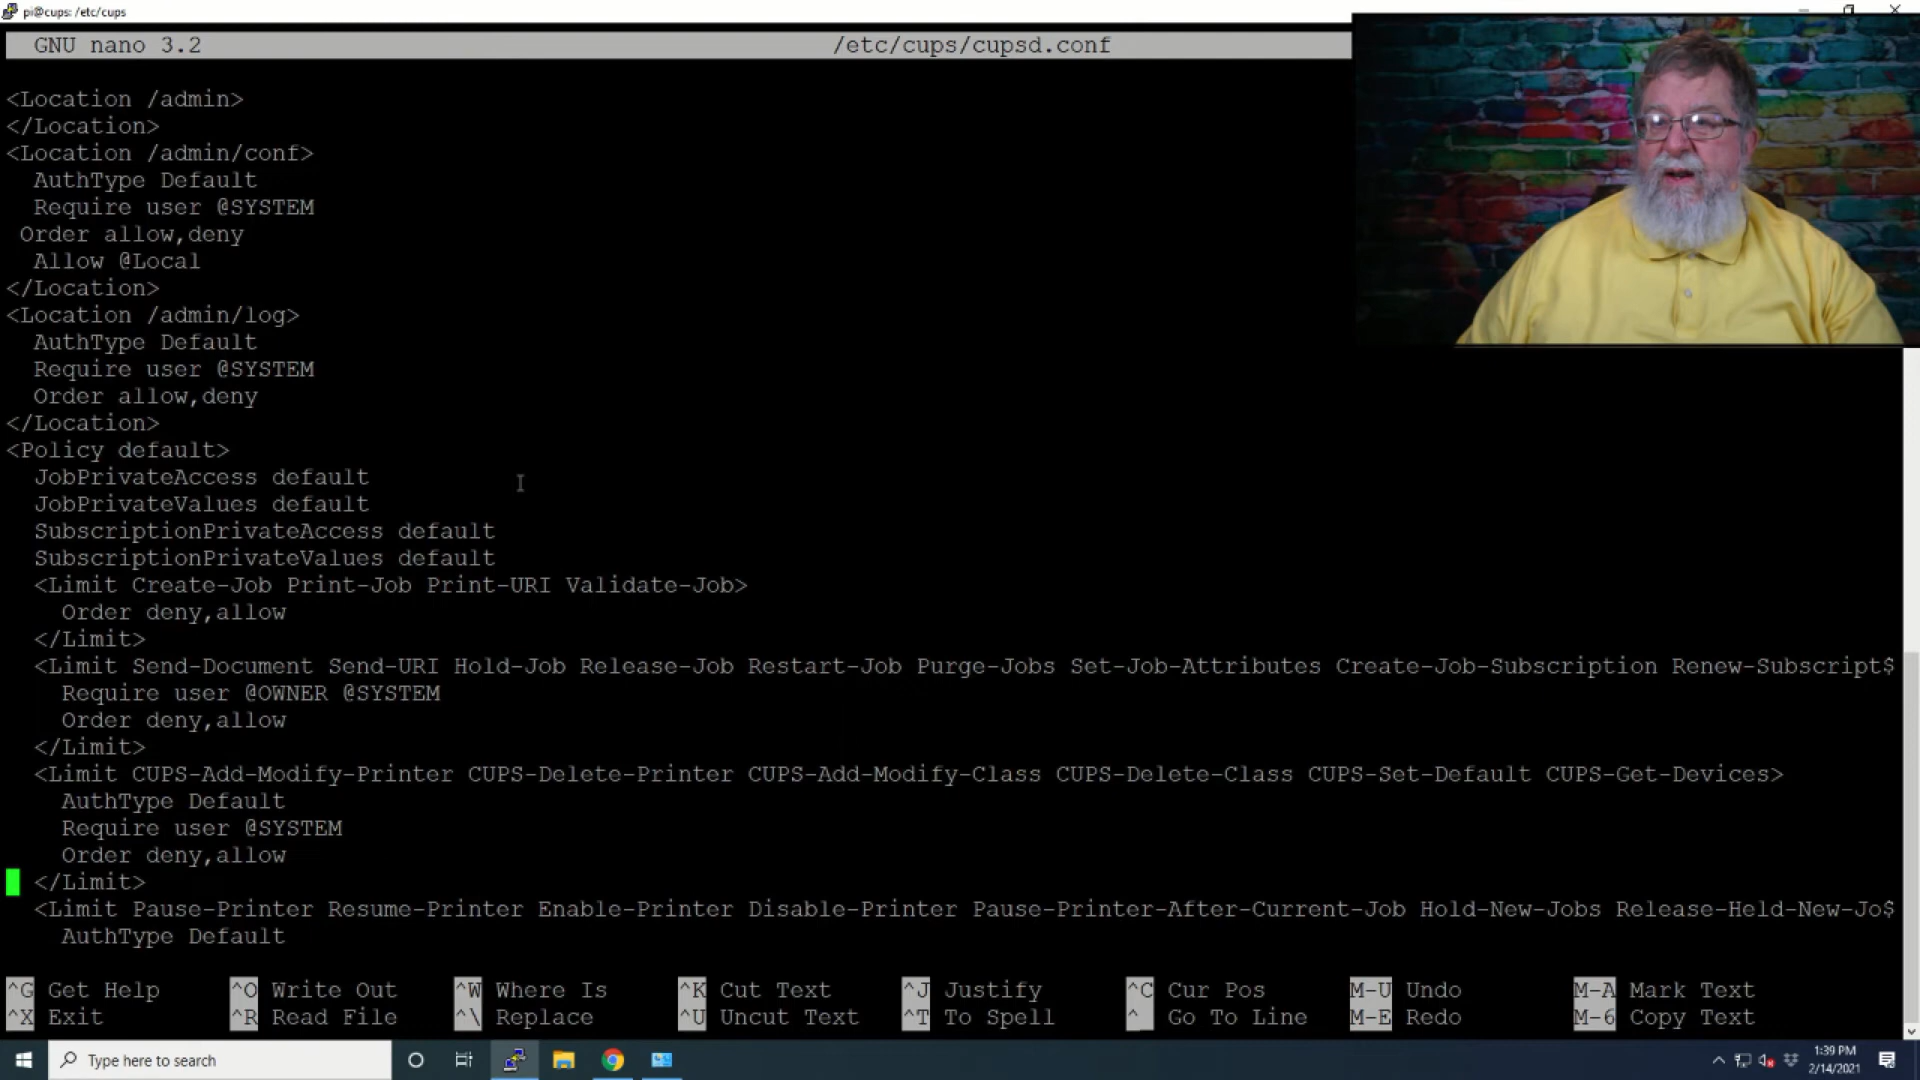 pi@cups: /etc/cups
GNU nano 3.2 /etc/cups/cupsd.conf
<Location /admin>
</Location>
<Location /admin/conf>
AuthType Default
Require user @SYSTEM
Order allow,deny
Allow @Local
</Location>
<Location /admin/log>
AuthType Default
Require user @SYSTEM
Order allow,deny
</Location>
<Policy default>
JobPrivateAccess default
JobPrivateValues default
SubscriptionPrivateAccess default
SubscriptionPrivateValues default
<Limit Create-Job Print-Job Print-URI Validate-Job>
Order deny,allow
</Limit>
<Limit Send-Document Send-URI Hold-Job Release-Job Restart-Job Purge-Jobs Set-Job-Attributes Create-Job-Subscription Renew-Subscript$
Require user @OWNER @SYSTEM
Order deny,allow
</Limit>
<Limit CUPS-Add-Modify-Printer CUPS-Delete-Printer CUPS-Add-Modify-Class CUPS-Delete-Class CUPS-Set-Default CUPS-Get-Devices>
AuthType Default
Require user @SYSTEM
Order deny,allow
</Limit>
<Limit Pause-Printer Resume-Printer Enable-Printer Disable-Printer Pause-Printer-After-Current-Job Hold-New-Jobs Release-Held-New-Jo$
AuthType Default
^G Get Help ^O Write Out ^W Where Is ^K Cut Text ^J Justify ^C Cur Pos M-U Undo M-A Mark Text
^X Exit ^R Read File ^\ Replace ^U Uncut Text ^T To Spell ^_ Go To Line M-E Redo M-6 Copy Text
Type here to search
1:39 PM
2/14/2021